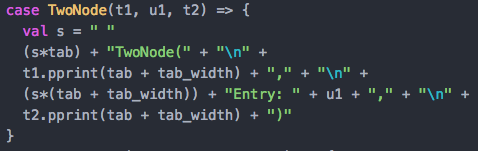 case TwoNode(t1, u1, t2) => {
  val s = " "
  (s*tab) + "TwoNode(" + "\n" +
  t1.pprint(tab + tab_width) + "," + "\n" +
  (s*(tab + tab_width)) + "Entry: " + u1 + "," + "\n" +
  t2.pprint(tab + tab_width) + ")"
}